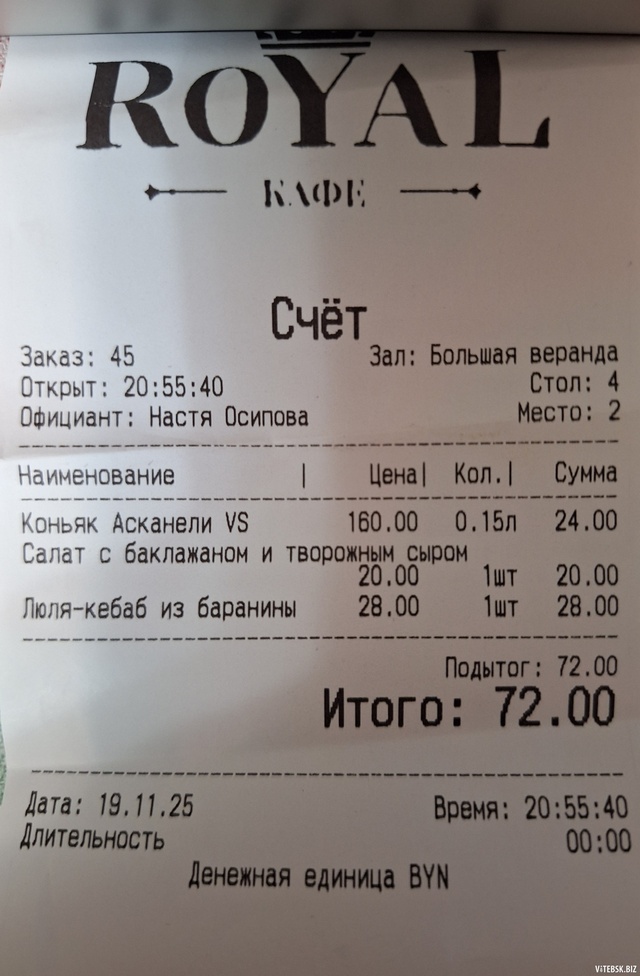 ROYAL
КАФЕ
Счёт
Заказ: 45 Зал: Большая веранда
Открыт: 20:55:40 Стол: 4
Официант: Настя Осипова Место: 2
Наименование | Цена| Кол.| Сумма
Коньяк Асканели VS 160.00 0.15л 24.00
Салат с баклажаном и творожным сыром
20.00 1шт 20.00
Люля-кебаб из баранины 28.00 1шт 28.00
Подытог: 72.00
Итого: 72.00
Дата: 19.11.25 Время: 20:55:40
Длительность 00:00
Денежная единица BYN
ViTEBSK.BIZ